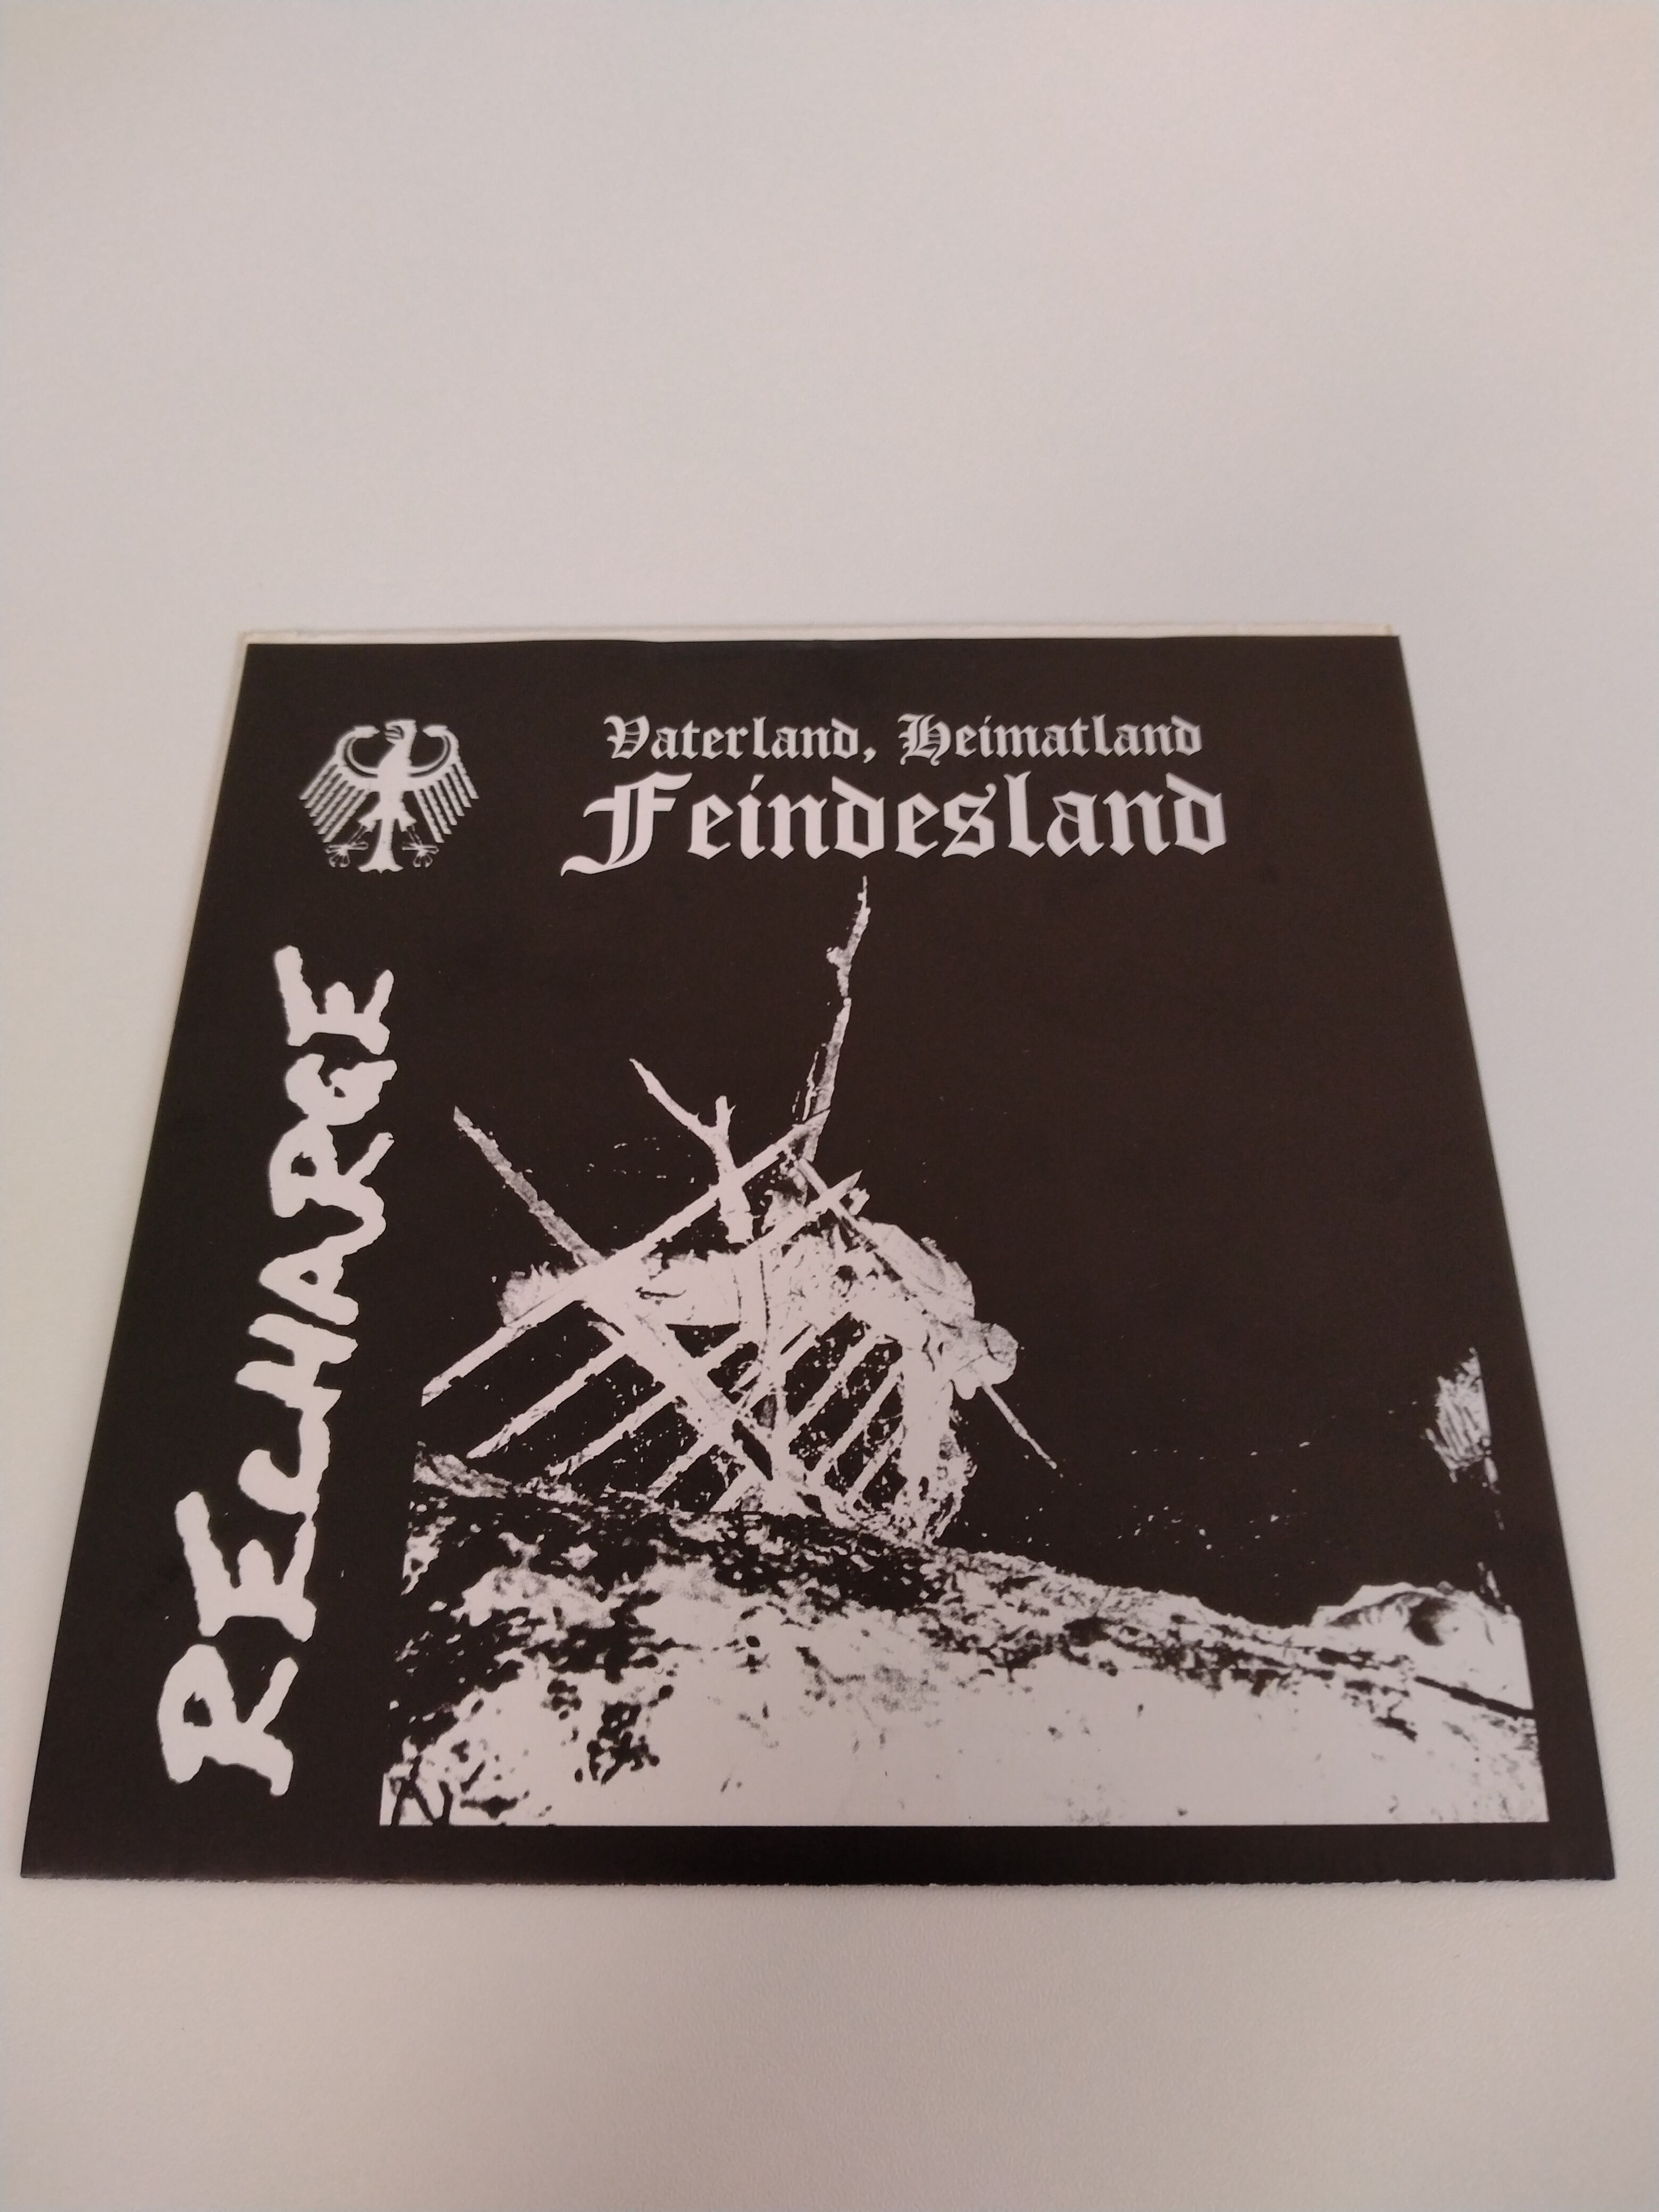 Vaterland, Heimatland
Feindesland
RECHARGE